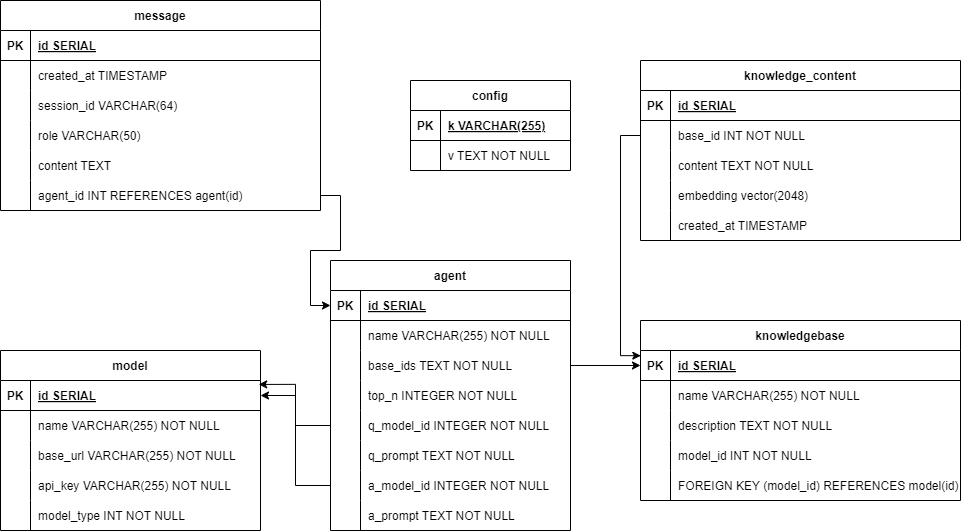 message
PK id SERIAL
created_at TIMESTAMP
session_id VARCHAR(64)
role VARCHAR(50)
content TEXT
agent_id INT REFERENCES agent(id)
config
PK k VARCHAR(255)
v TEXT NOT NULL
knowledge_content
PK id SERIAL
base_id INT NOT NULL
content TEXT NOT NULL
embedding vector(2048)
created_at TIMESTAMP
agent
PK id SERIAL
name VARCHAR(255) NOT NULL
base_ids TEXT NOT NULL
top_n INTEGER NOT NULL
q_model_id INTEGER NOT NULL
q_prompt TEXT NOT NULL
a_model_id INTEGER NOT NULL
a_prompt TEXT NOT NULL
model
PK id SERIAL
name VARCHAR(255) NOT NULL
base_url VARCHAR(255) NOT NULL
api_key VARCHAR(255) NOT NULL
model_type INT NOT NULL
knowledgebase
PK id SERIAL
name VARCHAR(255) NOT NULL
description TEXT NOT NULL
model_id INT NOT NULL
FOREIGN KEY (model_id) REFERENCES model(id)